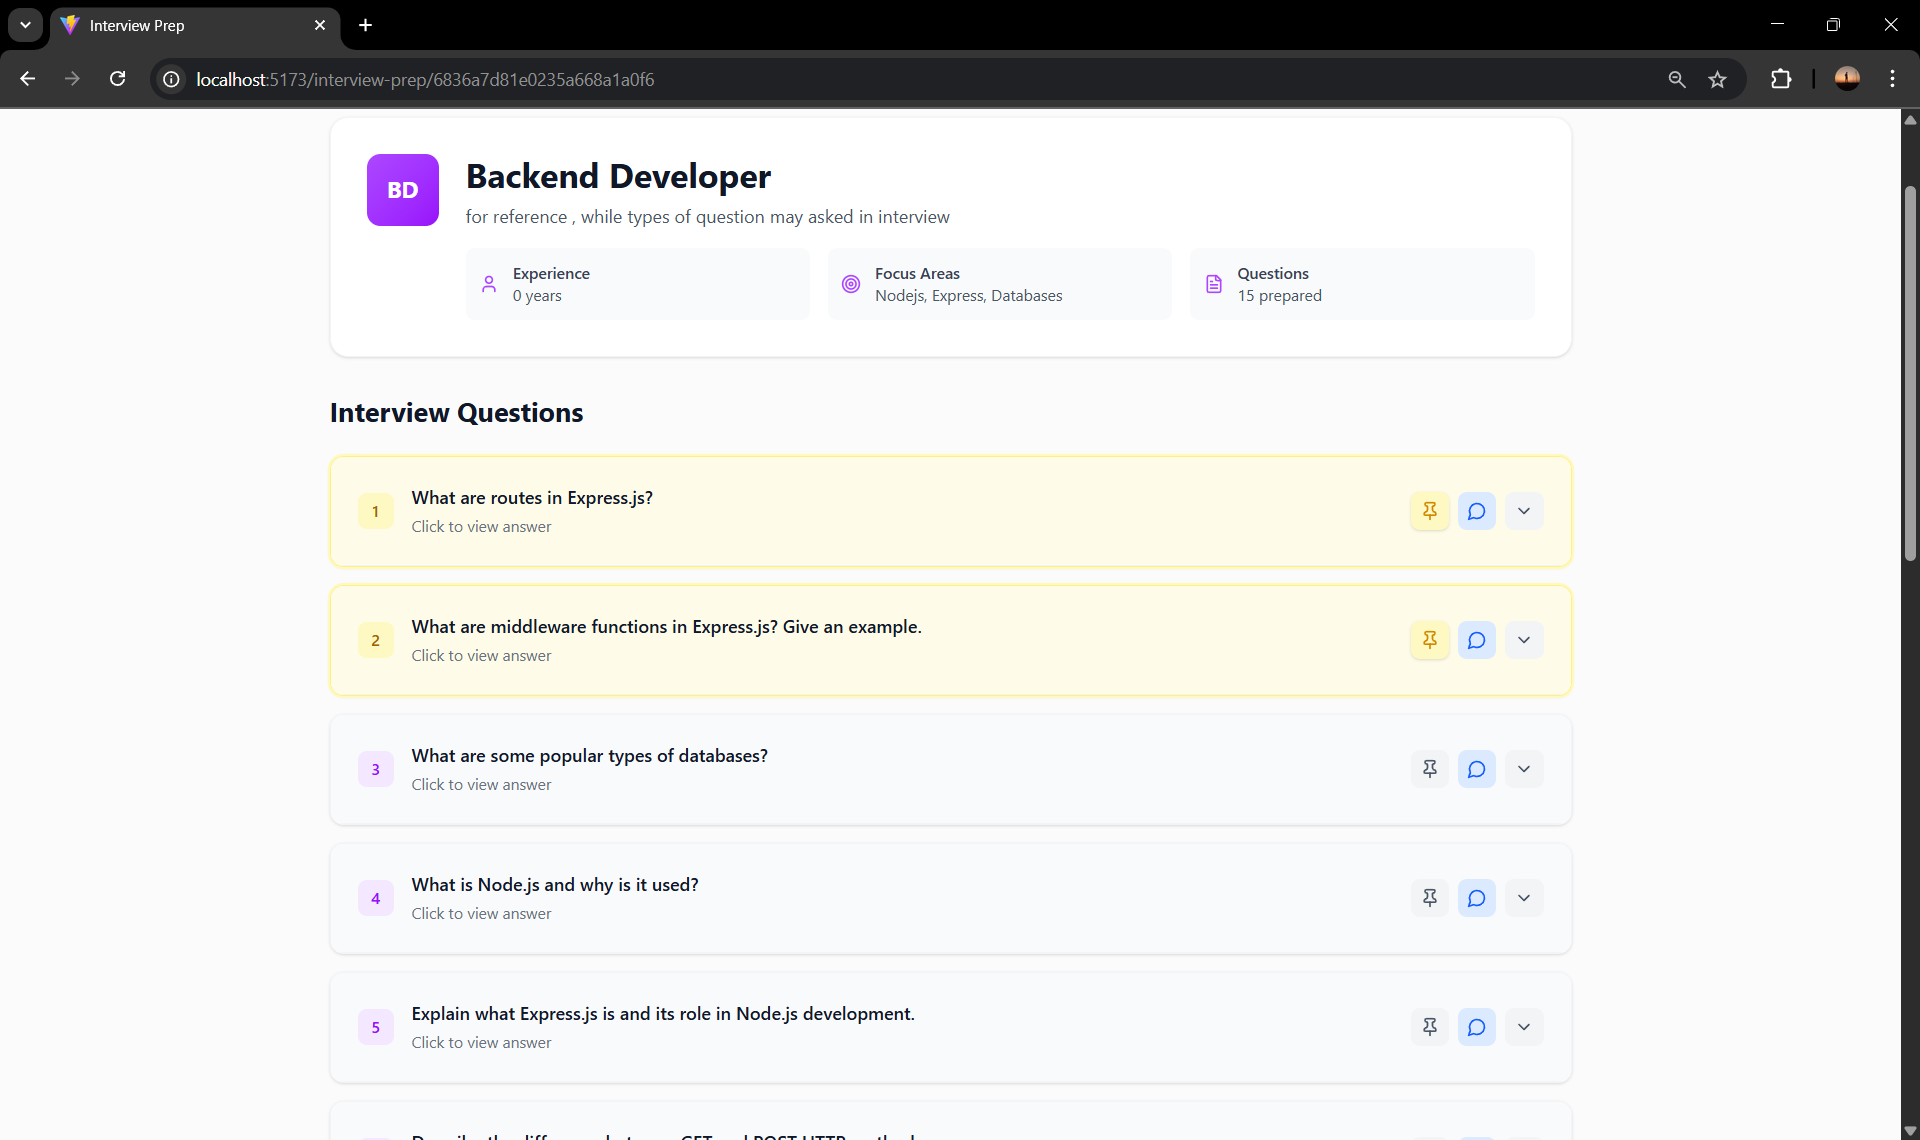 Interview Prep
localhost:5173/interview-prep/6836a7d81e0235a668a1a0f6
BD
Backend Developer
for reference , while types of question may asked in interview
Experience
0 years
Focus Areas
Nodejs, Express, Databases
Questions
15 prepared
Interview Questions
1
What are routes in Express.js?
Click to view answer
2
What are middleware functions in Express.js? Give an example.
Click to view answer
3
What are some popular types of databases?
Click to view answer
4
What is Node.js and why is it used?
Click to view answer
5
Explain what Express.js is and its role in Node.js development.
Click to view answer